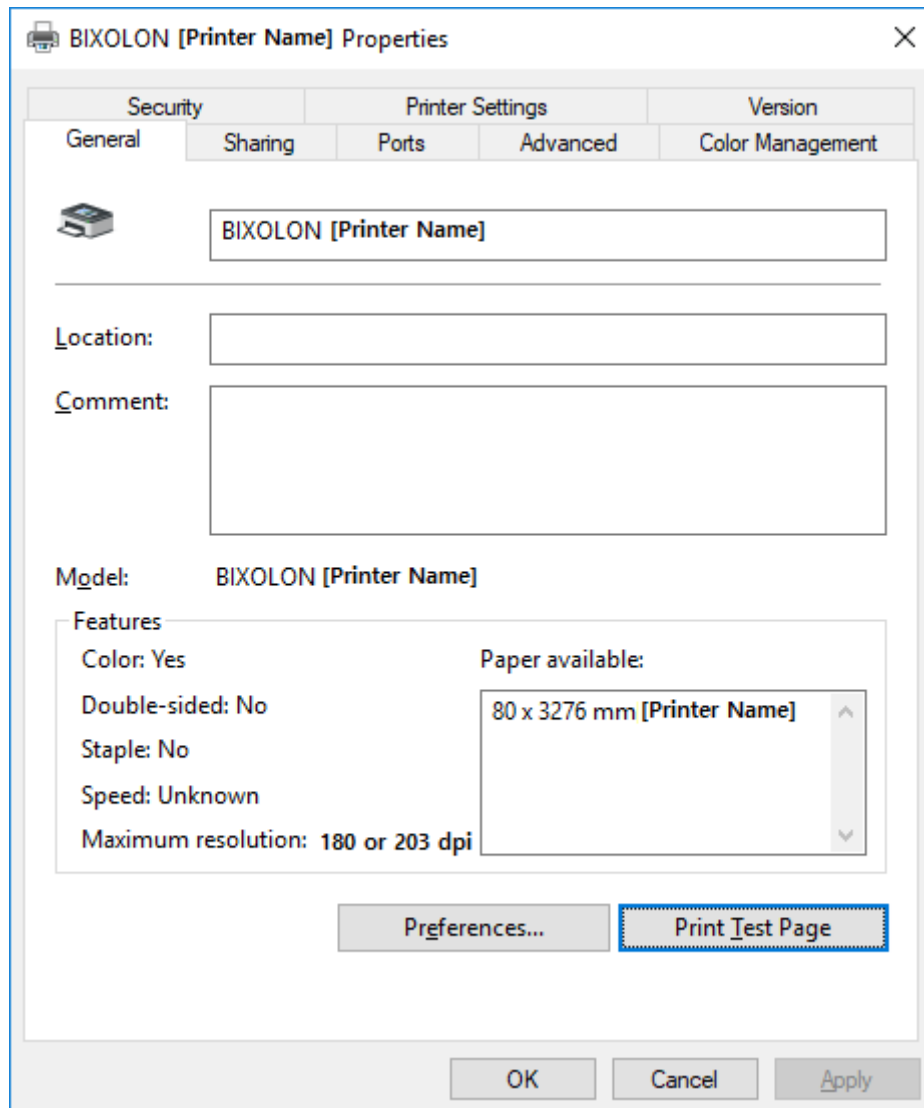 BIXOLON [Printer Name] Properties
Security Printer Settings Version
General Sharing Ports Advanced Color Management
BIXOLON [Printer Name]
Location:
Comment:
Model: BIXOLON [Printer Name]
Features
Color: Yes Paper available:
Double-sided: No 80 x 3276 mm [Printer Name]
Staple: No
Speed: Unknown
Maximum resolution: 180 or 203 dpi
Preferences... Print Test Page
OK Cancel Apply